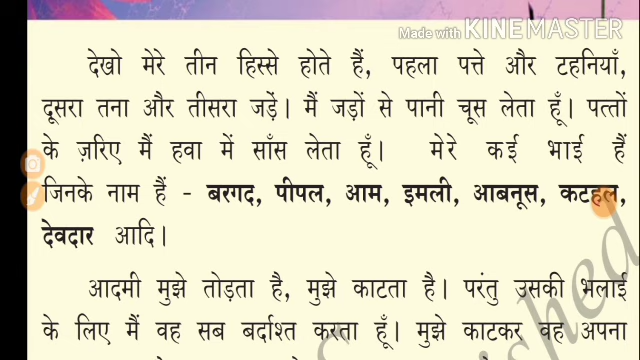 Made with KINEMASTER
देखो मेरे तीन हिस्से होते हैं, पहला पत्ते और टहनियाँ,
दूसरा तना और तीसरा जड़ें। मैं जड़ों से पानी चूस लेता हूँ। पत्तों
के ज़रिए मैं हवा में साँस लेता हूँ। मेरे कई भाई हैं
जिनके नाम हैं - बरगद, पीपल, आम, इमली, आबनूस, कटहल,
देवदार आदि।
आदमी मुझे तोड़ता है, मुझे काटता है। परंतु उसकी भलाई
के लिए मैं वह सब बर्दाश्त करता हूँ। मुझे काटकर वह अपना